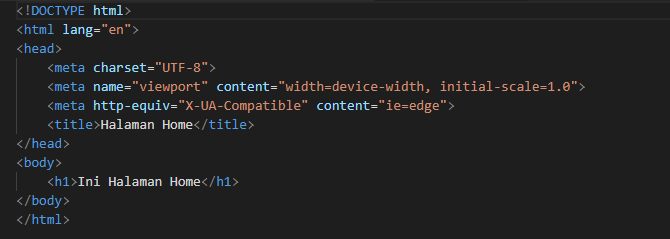 <!DOCTYPE html>
<html lang="en">
<head>
    <meta charset="UTF-8">
    <meta name="viewport" content="width=device-width, initial-scale=1.0">
    <meta http-equiv="X-UA-Compatible" content="ie=edge">
    <title>Halaman Home</title>
</head>
<body>
    <h1>Ini Halaman Home</h1>
</body>
</html>